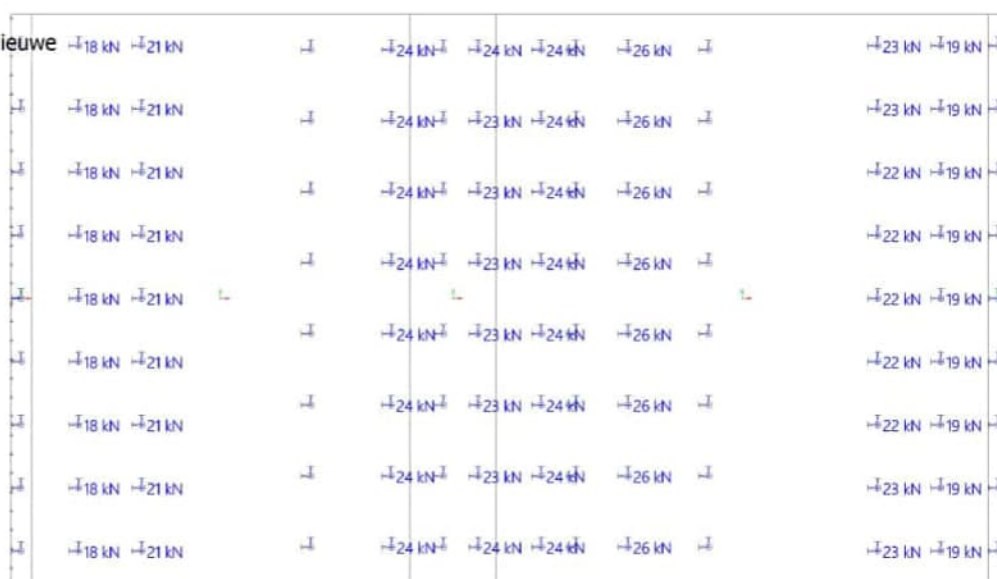 ieuwe 18 kN 21 kN 24 kN 24 kN 24 kN 26 kN 23 kN 19 kN
18 kN 21 kN 24 kN 23 kN 24 kN 26 kN 23 kN 19 kN
18 kN 21 kN 24 kN 23 kN 24 kN 26 kN 22 kN 19 kN
18 kN 21 kN 24 kN 23 kN 24 kN 26 kN 22 kN 19 kN
18 kN 21 kN 22 kN 19 kN
18 kN 21 kN 24 kN 23 kN 24 kN 26 kN 22 kN 19 kN
18 kN 21 kN 24 kN 23 kN 24 kN 26 kN 22 kN 19 kN
18 kN 21 kN 24 kN 23 kN 24 kN 26 kN 23 kN 19 kN
18 kN 21 kN 24 kN 24 kN 24 kN 26 kN 23 kN 19 kN